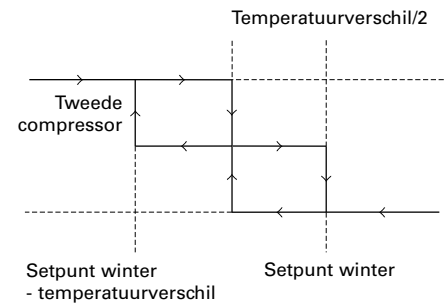 Temperatuurverschil/2
Tweede
compressor
Setpunt winter
- temperatuurverschil
Setpunt winter